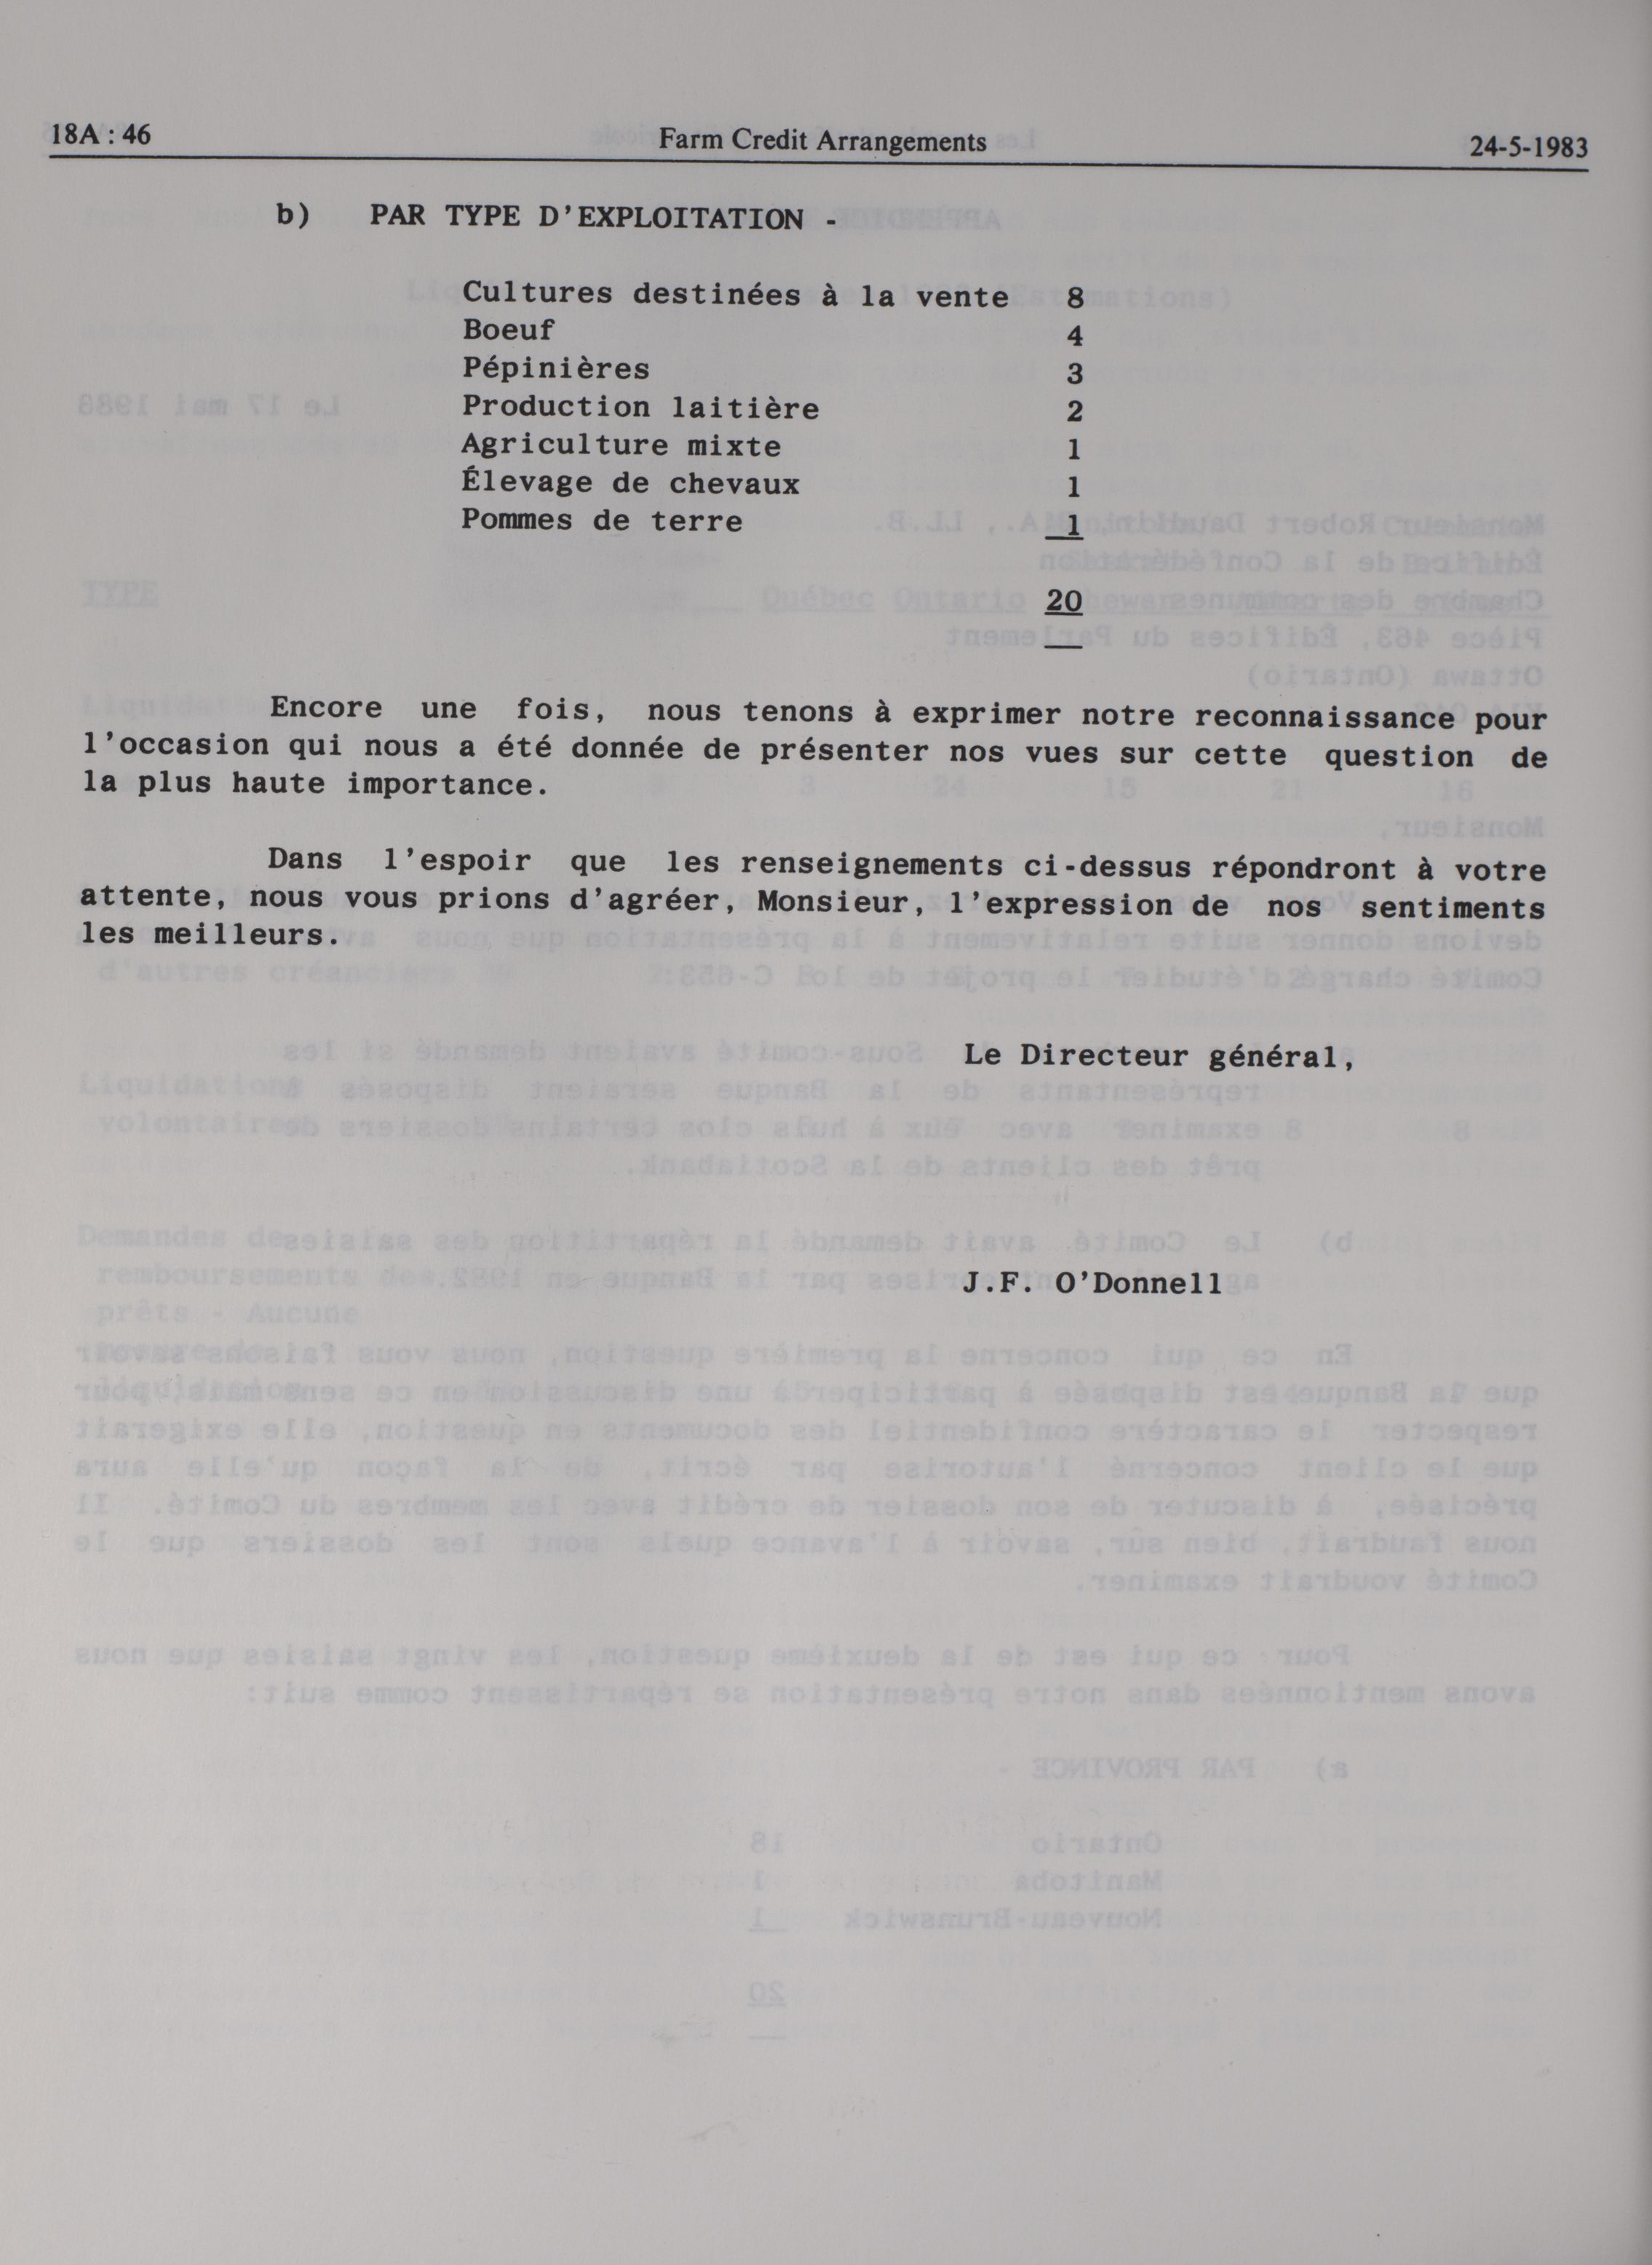 18A : 46 Farm Credit Arrangements 24-5-1983
b) PAR TYPE D'EXPLOITATION -
Cultures destinées à la vente 8
Boeuf 4
Pépinières 3
Production laitière 2
Agriculture mixte 1
Élevage de chevaux 1
Pommes de terre 1
20
Encore une fois, nous tenons à exprimer notre reconnaissance pour
l'occasion qui nous a été donnée de présenter nos vues sur cette question de
la plus haute importance.
Dans l'espoir que les renseignements ci-dessus répondront à votre
attente, nous vous prions d'agréer, Monsieur, l'expression de nos sentiments
les meilleurs.
Le Directeur général,
J.F. O'Donnell